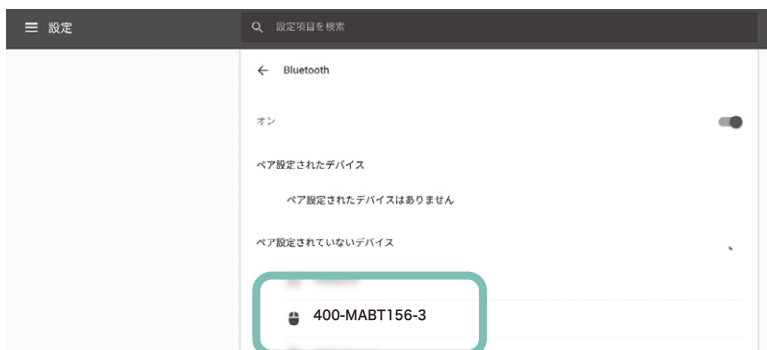 設定
設定項目を検索
Bluetooth
オン
ペア設定されたデバイス
ペア設定されたデバイスはありません
ペア設定されていないデバイス
400-MABT156-3